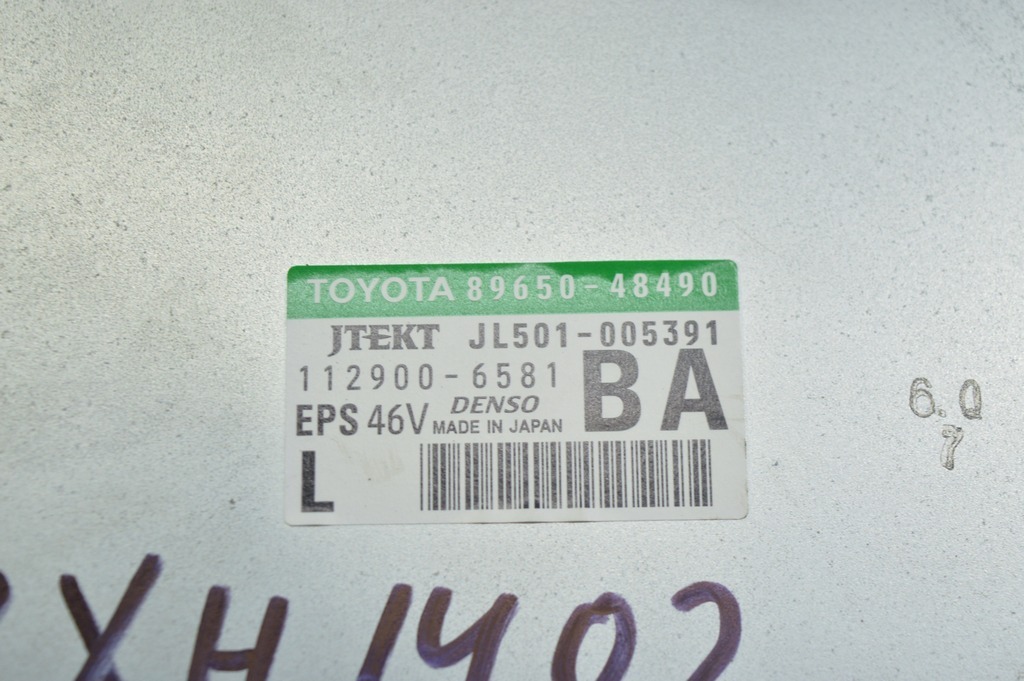 TOYOTA 89650-48490
JTEKT JL501-005391
112900-6581 BA
EPS 46V DENSO
MADE IN JAPAN
L
6.0
7
XH1402